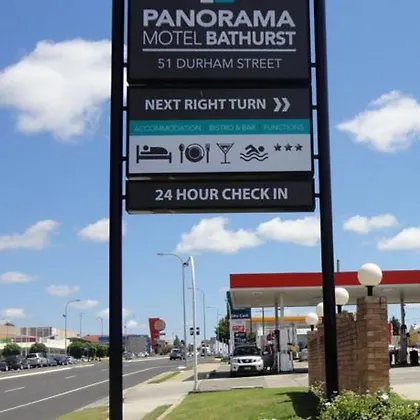 PANORAMA
MOTEL BATHURST
51 DURHAM STREET
NEXT RIGHT TURN
ACCOMMODATION BISTRO & BAR FUNCTIONS
24 HOUR CHECK IN